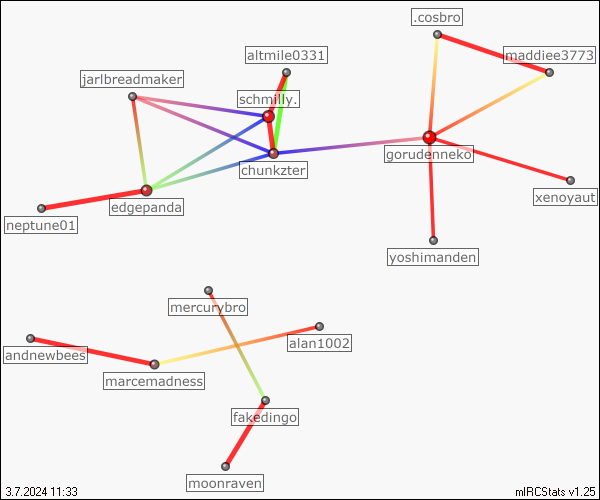 .cosbro
altmile0331
maddiee3773
jarlbreadmaker
schmilly.
gorudenneko
chunkzter
xenoyaut
edgepanda
neptune01
yoshimanden
mercurybro
alan1002
andnewbees
marcemadness
fakedingo
moonraven
3.7.2024 11:33
mIRCStats v1.25